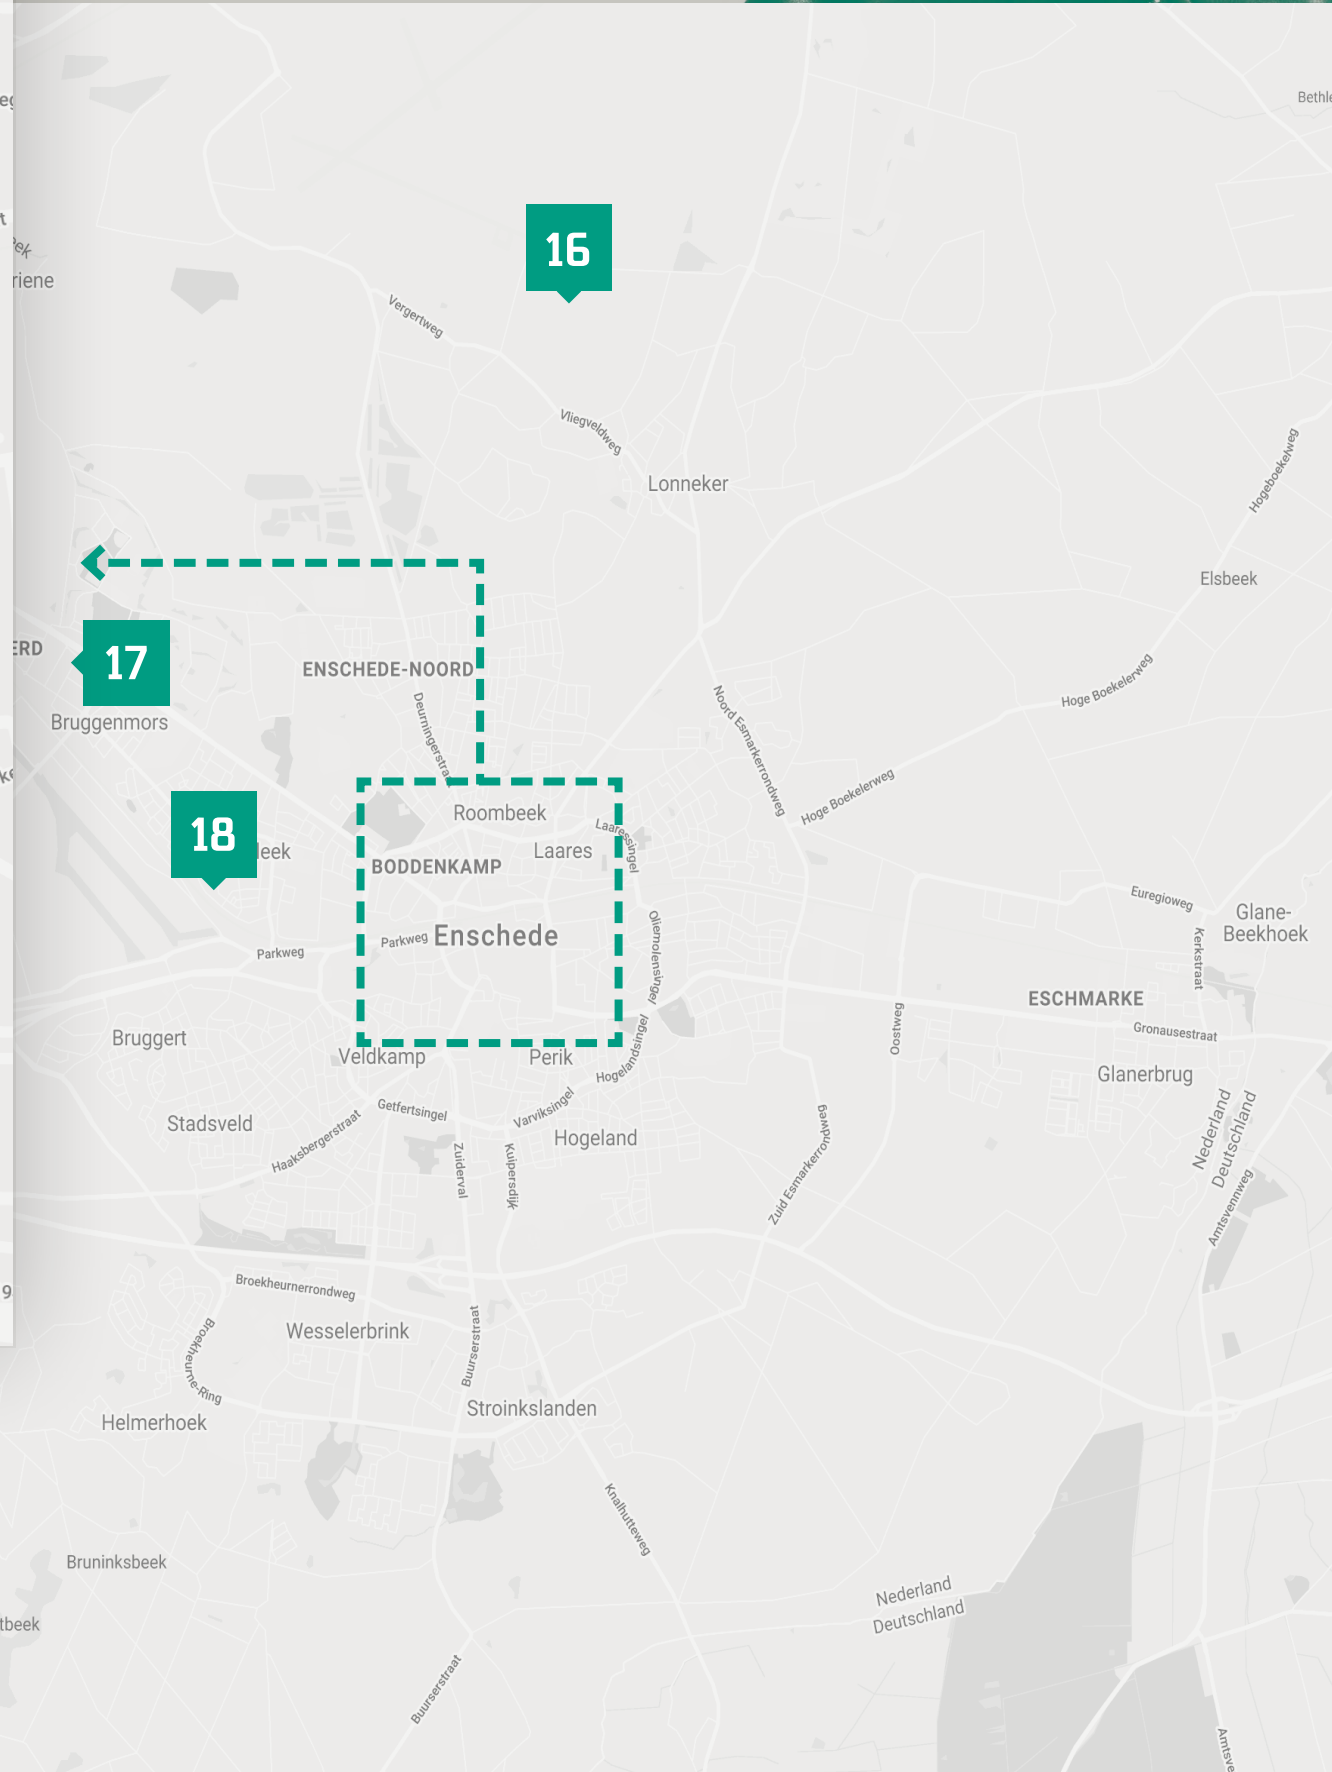 Bethle
16
riene
Vergertweg
Vliegveldweg
Hogeboekelweg
Lonneker
Elsbeek
ERD
17
ENSCHEDE-NOORD
Hoge Boekelerweg
Deurningerstraat
Noord Esmarkerrondweg
Bruggenmors
Hoge Boekelerweg
18
Roombeek
Laaressingel
leek
Laares
BODDENKAMP
Euregioweg
Glane-
Beekhoek
Oliemolensingel
Parkweg
Parkweg
Enschede
Kerkstraat
ESCHMARKE
Oostweg
Gronausestraat
Bruggert
Veldkamp
Perik
Hogelandsingel
Glanerbrug
Getfertsingel
Varviksingel
Nederland
Deutschland
Stadsveld
Haaksbergerstraat
Hogeland
Zuiderval
Kuipersdijk
Zuid Esmarkerrondweg
Amtsvennweg
Broekheurnerrondweg
9
Wesselerbrink
Broekheurne-Ring
Buurserstraat
Stroinkslanden
Helmerhoek
Knalhutteweg
Bruninksbeek
Nederland
Deutschland
tbeek
Buurserstraat
Amtsve